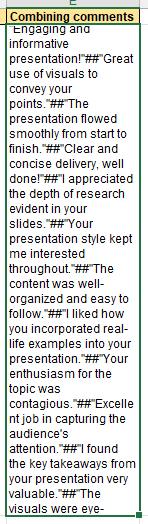 E
Combining comments
"Engaging and
informative
presentation!"##"Great
use of visuals to
convey your
points."##"The
presentation flowed
smoothly from start to
finish."##"Clear and
concise delivery, well
done!"##"I appreciated
the depth of research
evident in your
slides."##"Your
presentation style kept
me interested
throughout."##"The
content was well-
organized and easy to
follow."##"I liked how
you incorporated real-
life examples into your
presentation."##"Your
enthusiasm for the
topic was
contagious."##"Excelle
nt job in capturing the
audience's
attention."##"I found
the key takeaways from
your presentation very
valuable."##"The
visuals were eye-